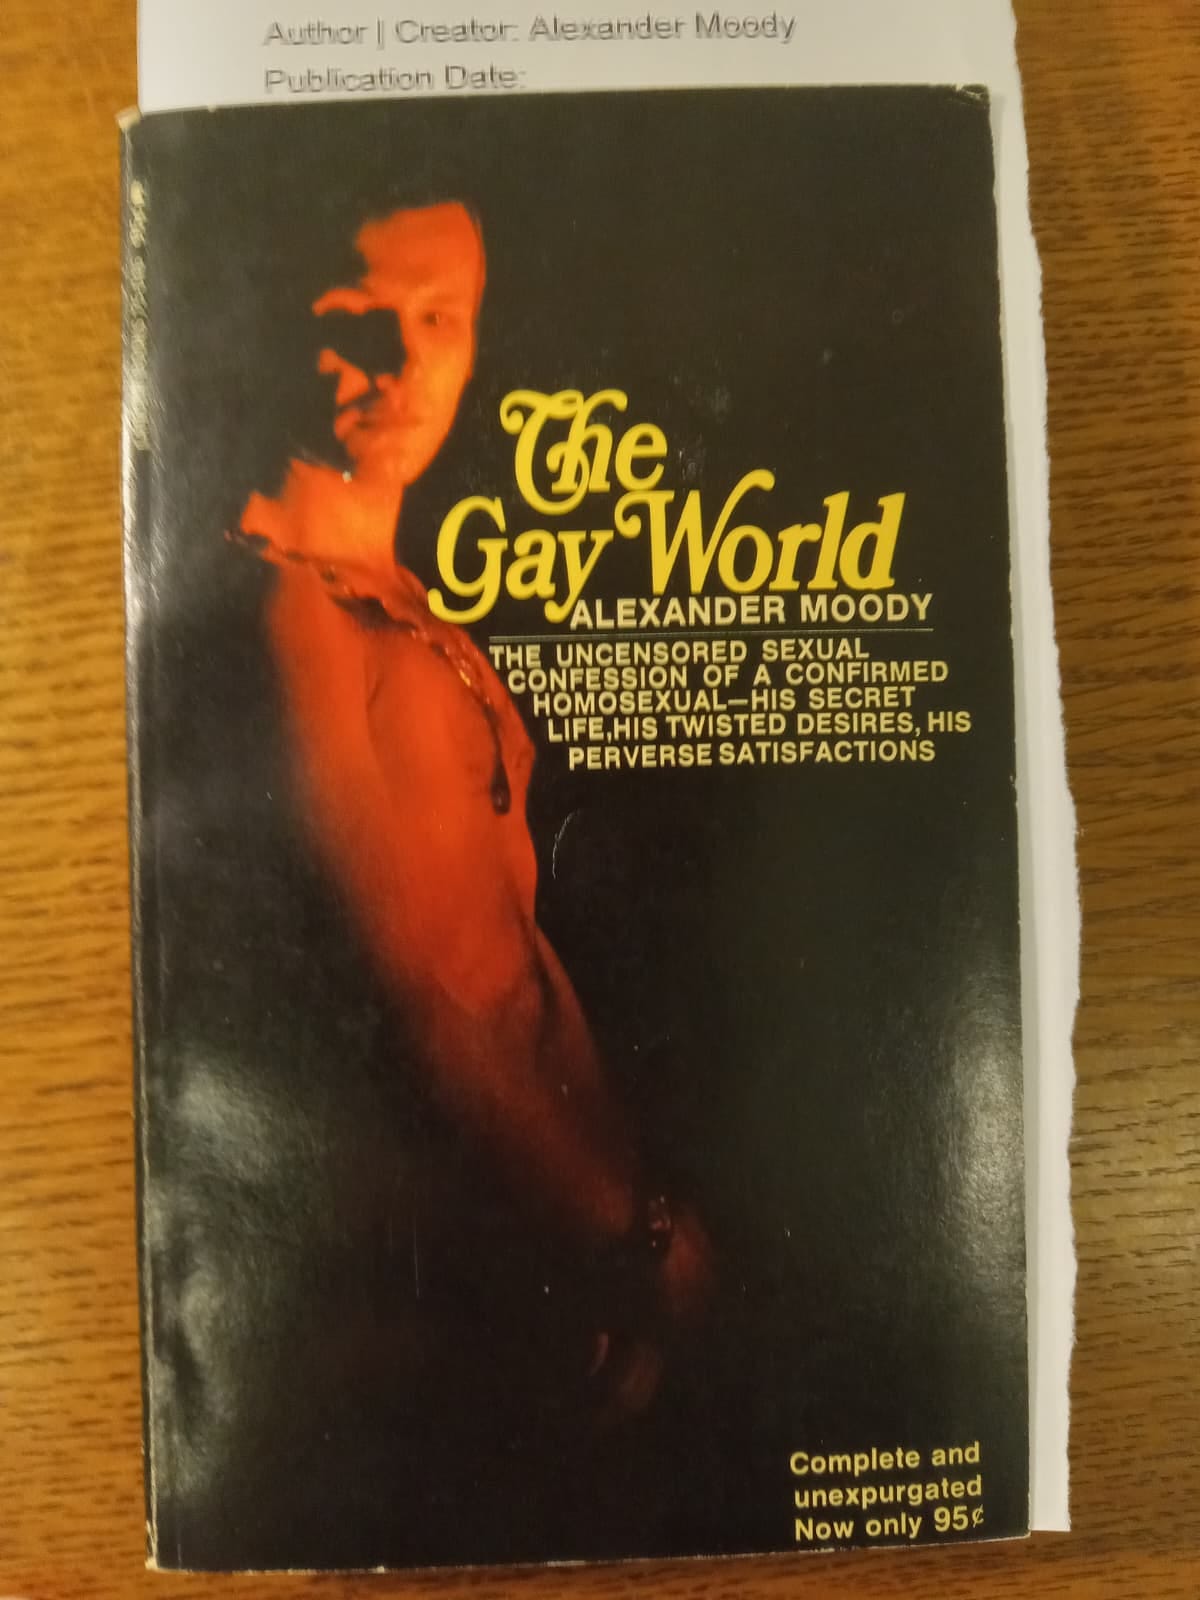 Author | Creator: Alexander Moody
Publication Date:
The
Gay World
ALEXANDER MOODY
THE UNCENSORED SEXUAL
CONFESSION OF A CONFIRMED
HOMOSEXUAL—HIS SECRET
LIFE,HIS TWISTED DESIRES, HIS
PERVERSE SATISFACTIONS
Complete and
unexpurgated
Now only 95¢